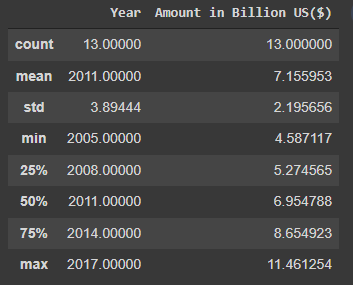 Year Amount in Billion US($)
count 13.00000 13.000000
mean 2011.00000 7.155953
std 3.89444 2.195656
min 2005.00000 4.587117
25% 2008.00000 5.274565
50% 2011.00000 6.954788
75% 2014.00000 8.654923
max 2017.00000 11.461254